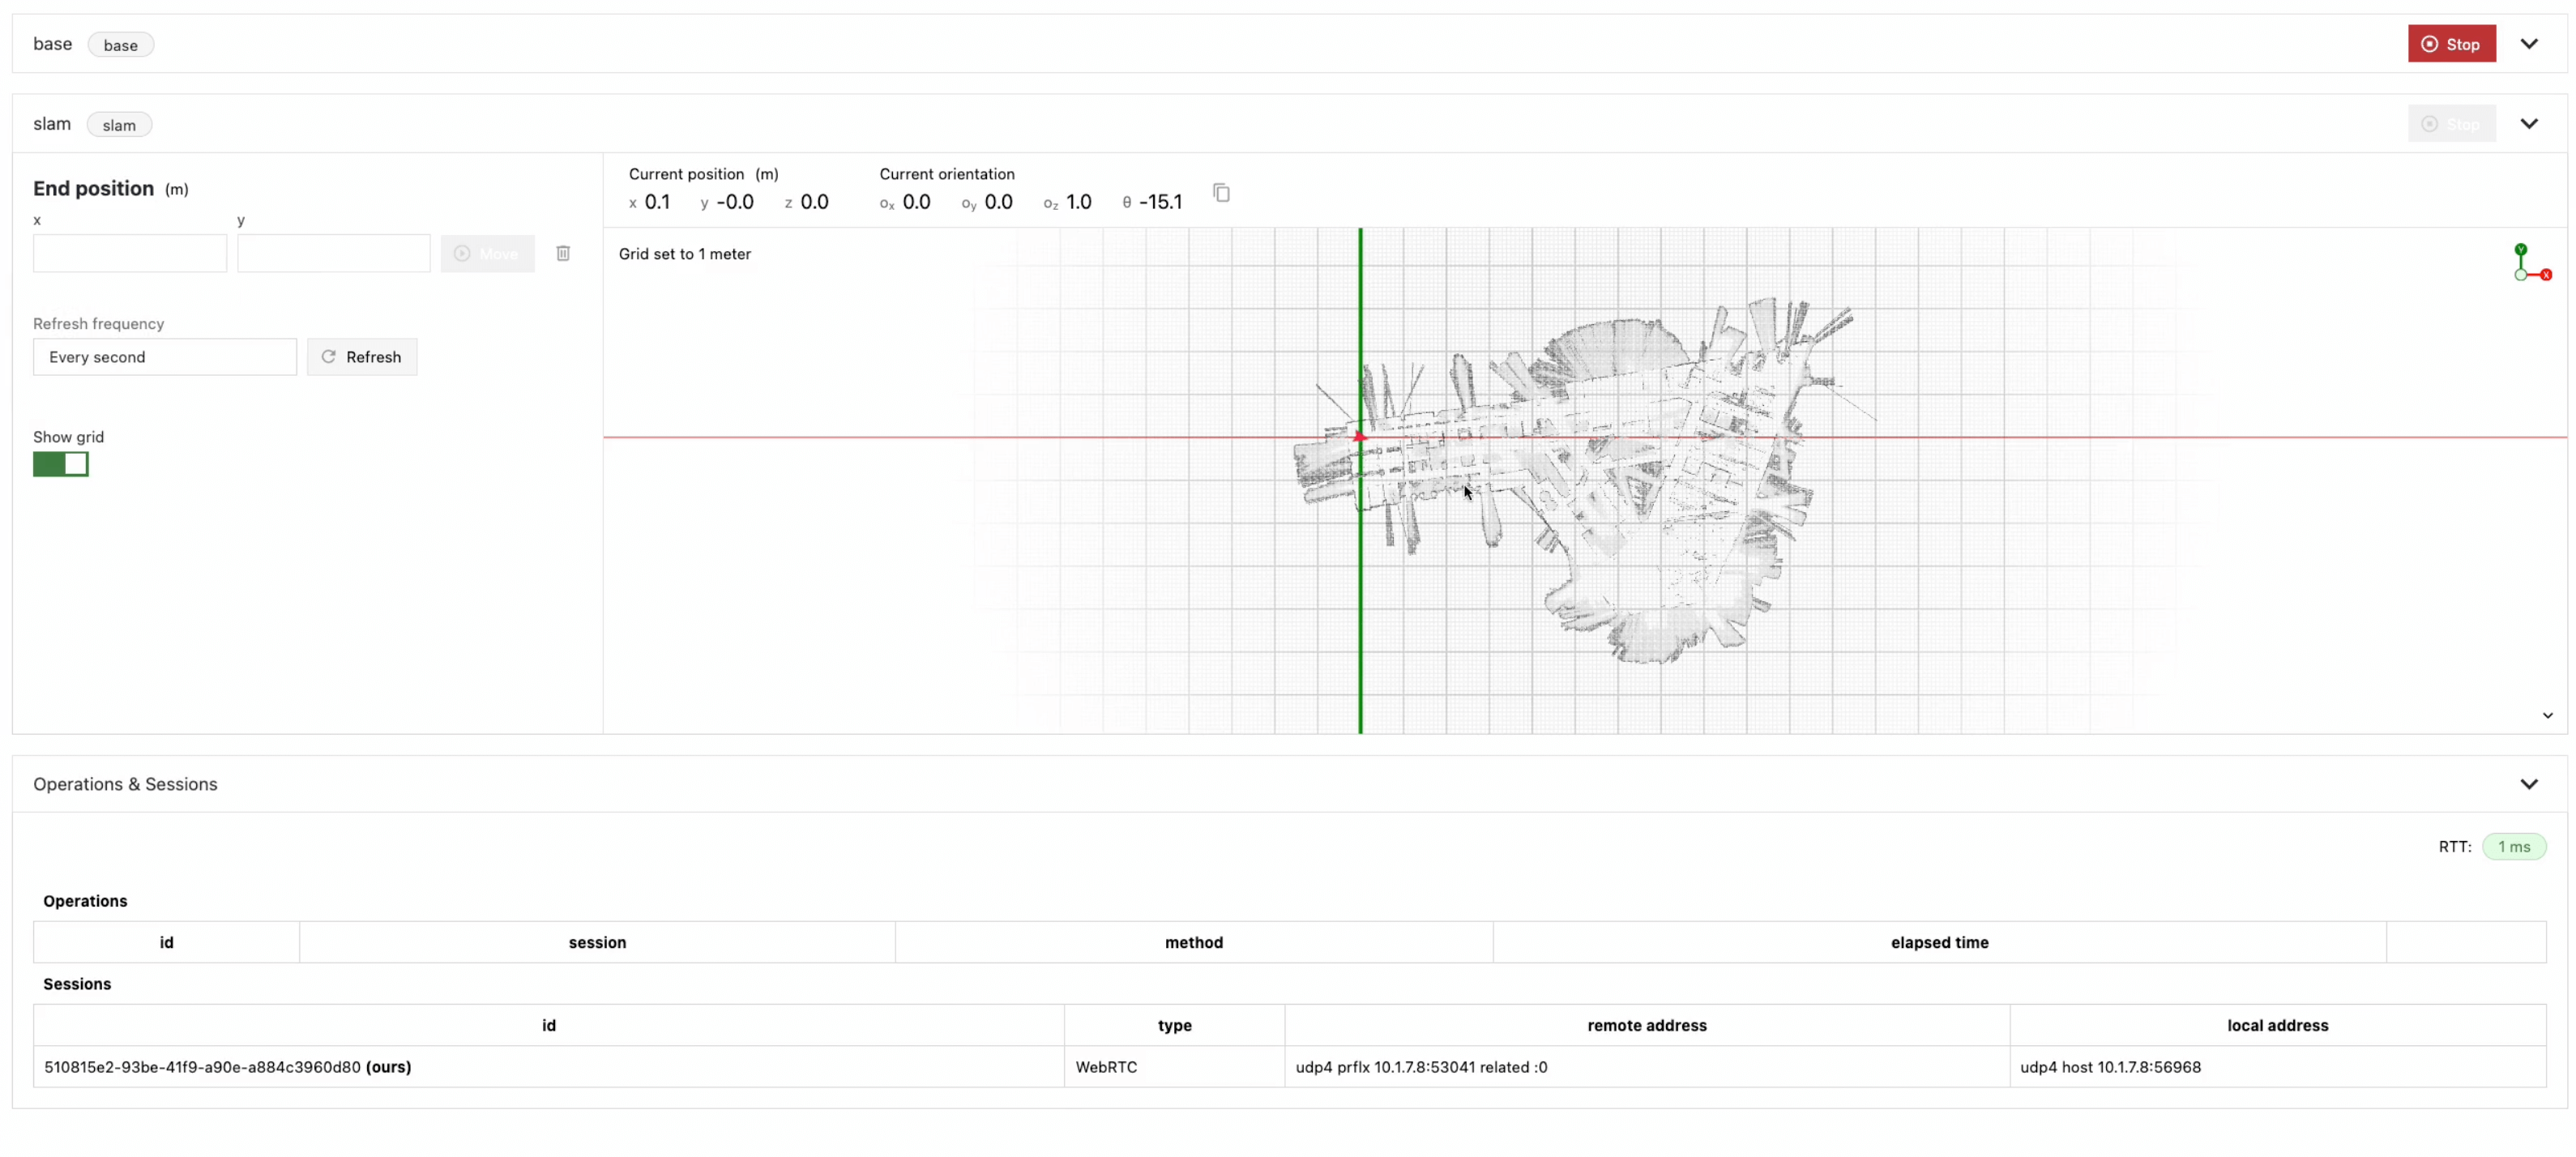 base base Stop
slam slam Stop
End position (m)
x y
Move
Refresh frequency
Every second Refresh
Show grid
Current position (m) Current orientation
x 0.1 y -0.0 z 0.0 oₓ 0.0 oᵧ 0.0 o_z 1.0 θ -15.1
Grid set to 1 meter
Y
X
Operations & Sessions
RTT: 1 ms
Operations
id session method elapsed time
Sessions
id type remote address local address
510815e2-93be-41f9-a90e-a884c3960d80 (ours) WebRTC udp4 prflx 10.1.7.8:53041 related :0 udp4 host 10.1.7.8:56968